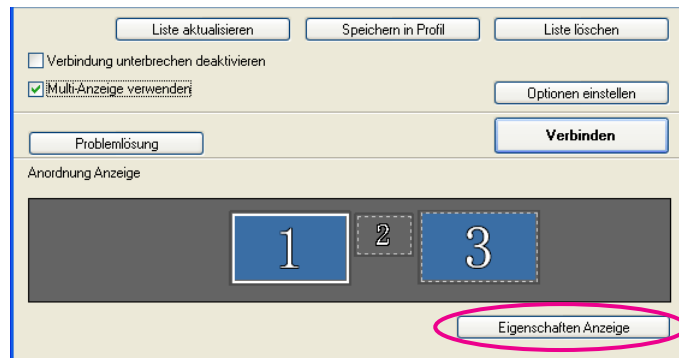 Liste aktualisieren Speichern in Profil Liste löschen
Verbindung unterbrechen deaktivieren
Multi-Anzeige verwenden
Optionen einstellen
Problemlösung Verbinden
Anordnung Anzeige
1 2 3
Eigenschaften Anzeige